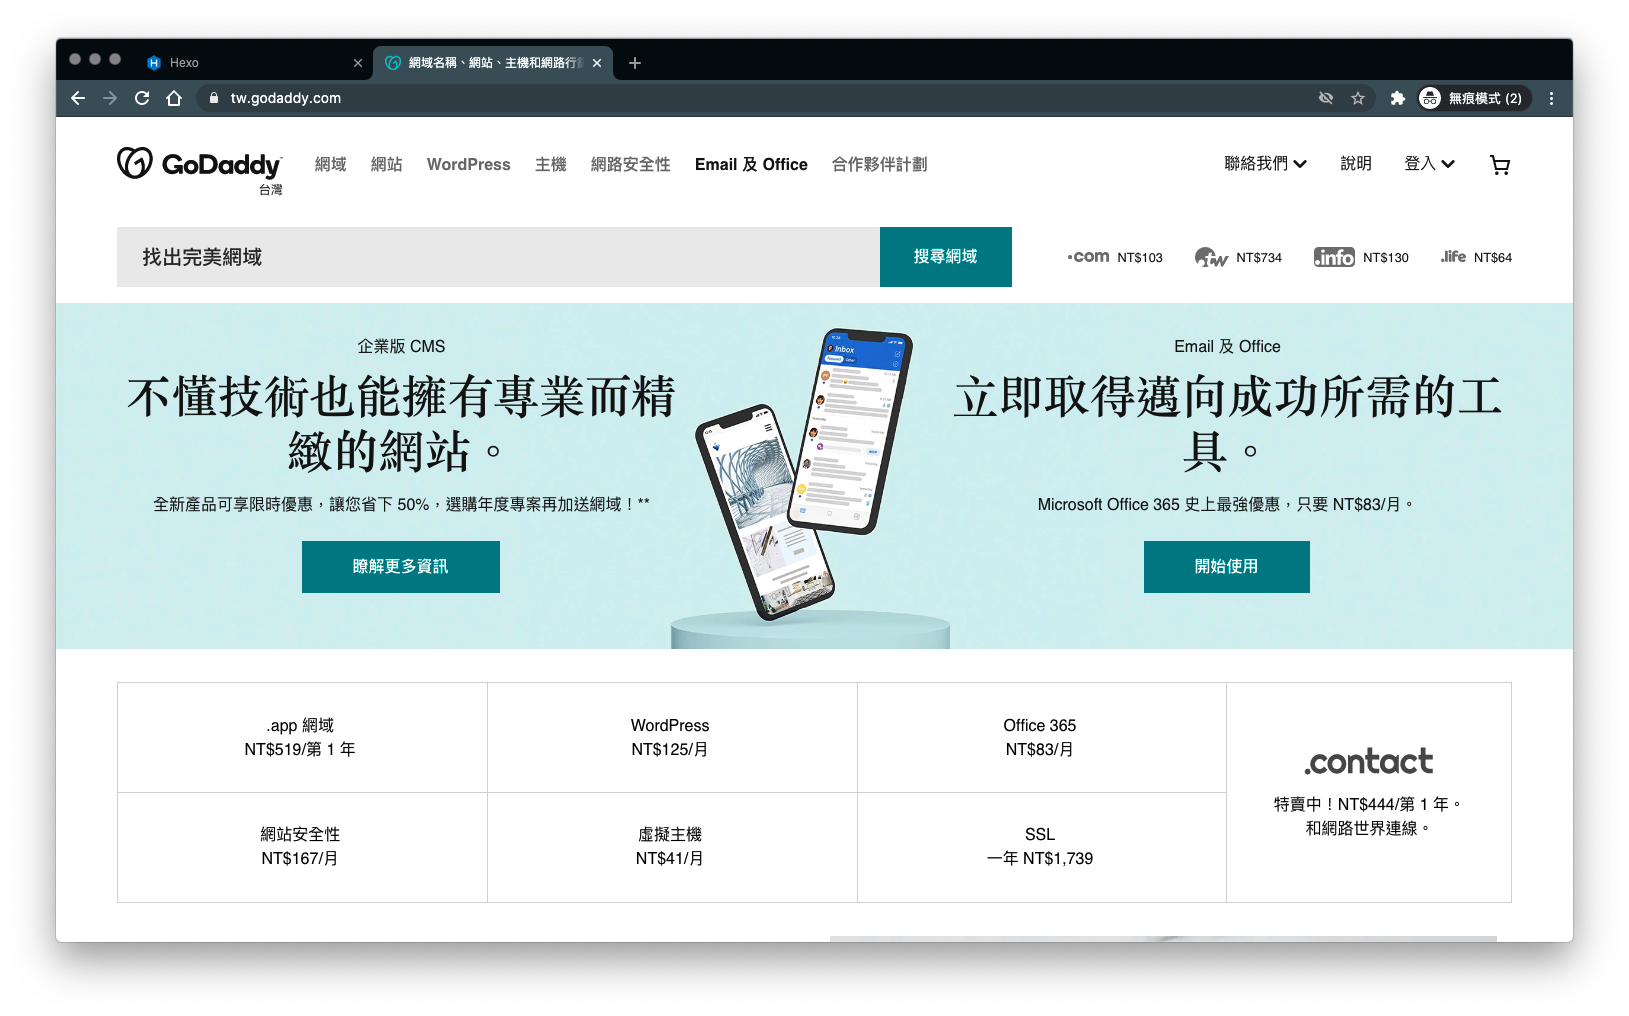 Hexo
網域名稱、網站、主機和網路行
tw.godaddy.com
無痕模式 (2)
GoDaddy
台灣
網域 網站 WordPress 主機 網路安全性 Email 及 Office 合作夥伴計劃
聯絡我們 說明 登入
找出完美網域
搜尋網域
.com NT$103 .tw NT$734 .info NT$130 .life NT$64
企業版 CMS
不懂技術也能擁有專業而精
緻的網站。
全新產品可享限時優惠，讓您省下 50%，選購年度專案再加送網域！**
瞭解更多資訊
Inbox
Email 及 Office
立即取得邁向成功所需的工
具。
Microsoft Office 365 史上最強優惠，只要 NT$83/月。
開始使用
.app 網域
NT$519/第 1 年
WordPress
NT$125/月
Office 365
NT$83/月
.contact
特賣中！NT$444/第 1 年。
和網路世界連線。
網站安全性
NT$167/月
虛擬主機
NT$41/月
SSL
一年 NT$1,739